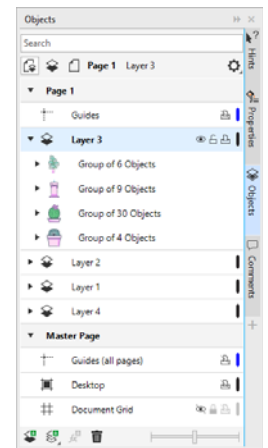 Objects
Search
Page 1 Layer 3
Page 1
Guides
Layer 3
Group of 6 Objects
Group of 9 Objects
Group of 30 Objects
Group of 4 Objects
Layer 2
Layer 1
Layer 4
Master Page
Guides (all pages)
Desktop
Document Grid
Hints
Properties
Objects
Comments